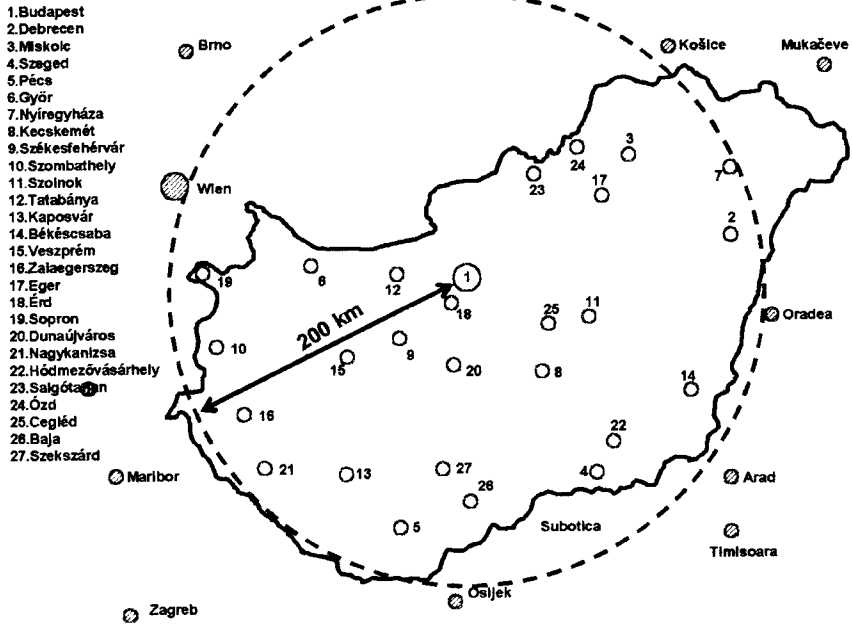 1.Budapest
2.Debrecen
3.Miskolc
4.Szeged
5.Pécs
6.Győr
7.Nyíregyháza
8.Kecskemét
9.Székesfehérvár
10.Szombathely
11.Szolnok
12.Tatabánya
13.Kaposvár
14.Békéscsaba
15.Veszprém
16.Zalaegerszeg
17.Eger
18.Érd
19.Sopron
20.Dunaújváros
21.Nagykanizsa
22.Hódmezővásárhely
23.Salgótarján
24.Ózd
25.Cegléd
26.Baja
27.Szekszárd
Brno
Košice
Mukačeve
24
3
23
7
17
Wien
2
19
6
12
1
18
200 km
25
11
Oradea
10
15
9
20
8
14
16
22
Maribor
21
13
27
4
Arad
26
5
Subotica
Timisoara
Osijek
Zagreb